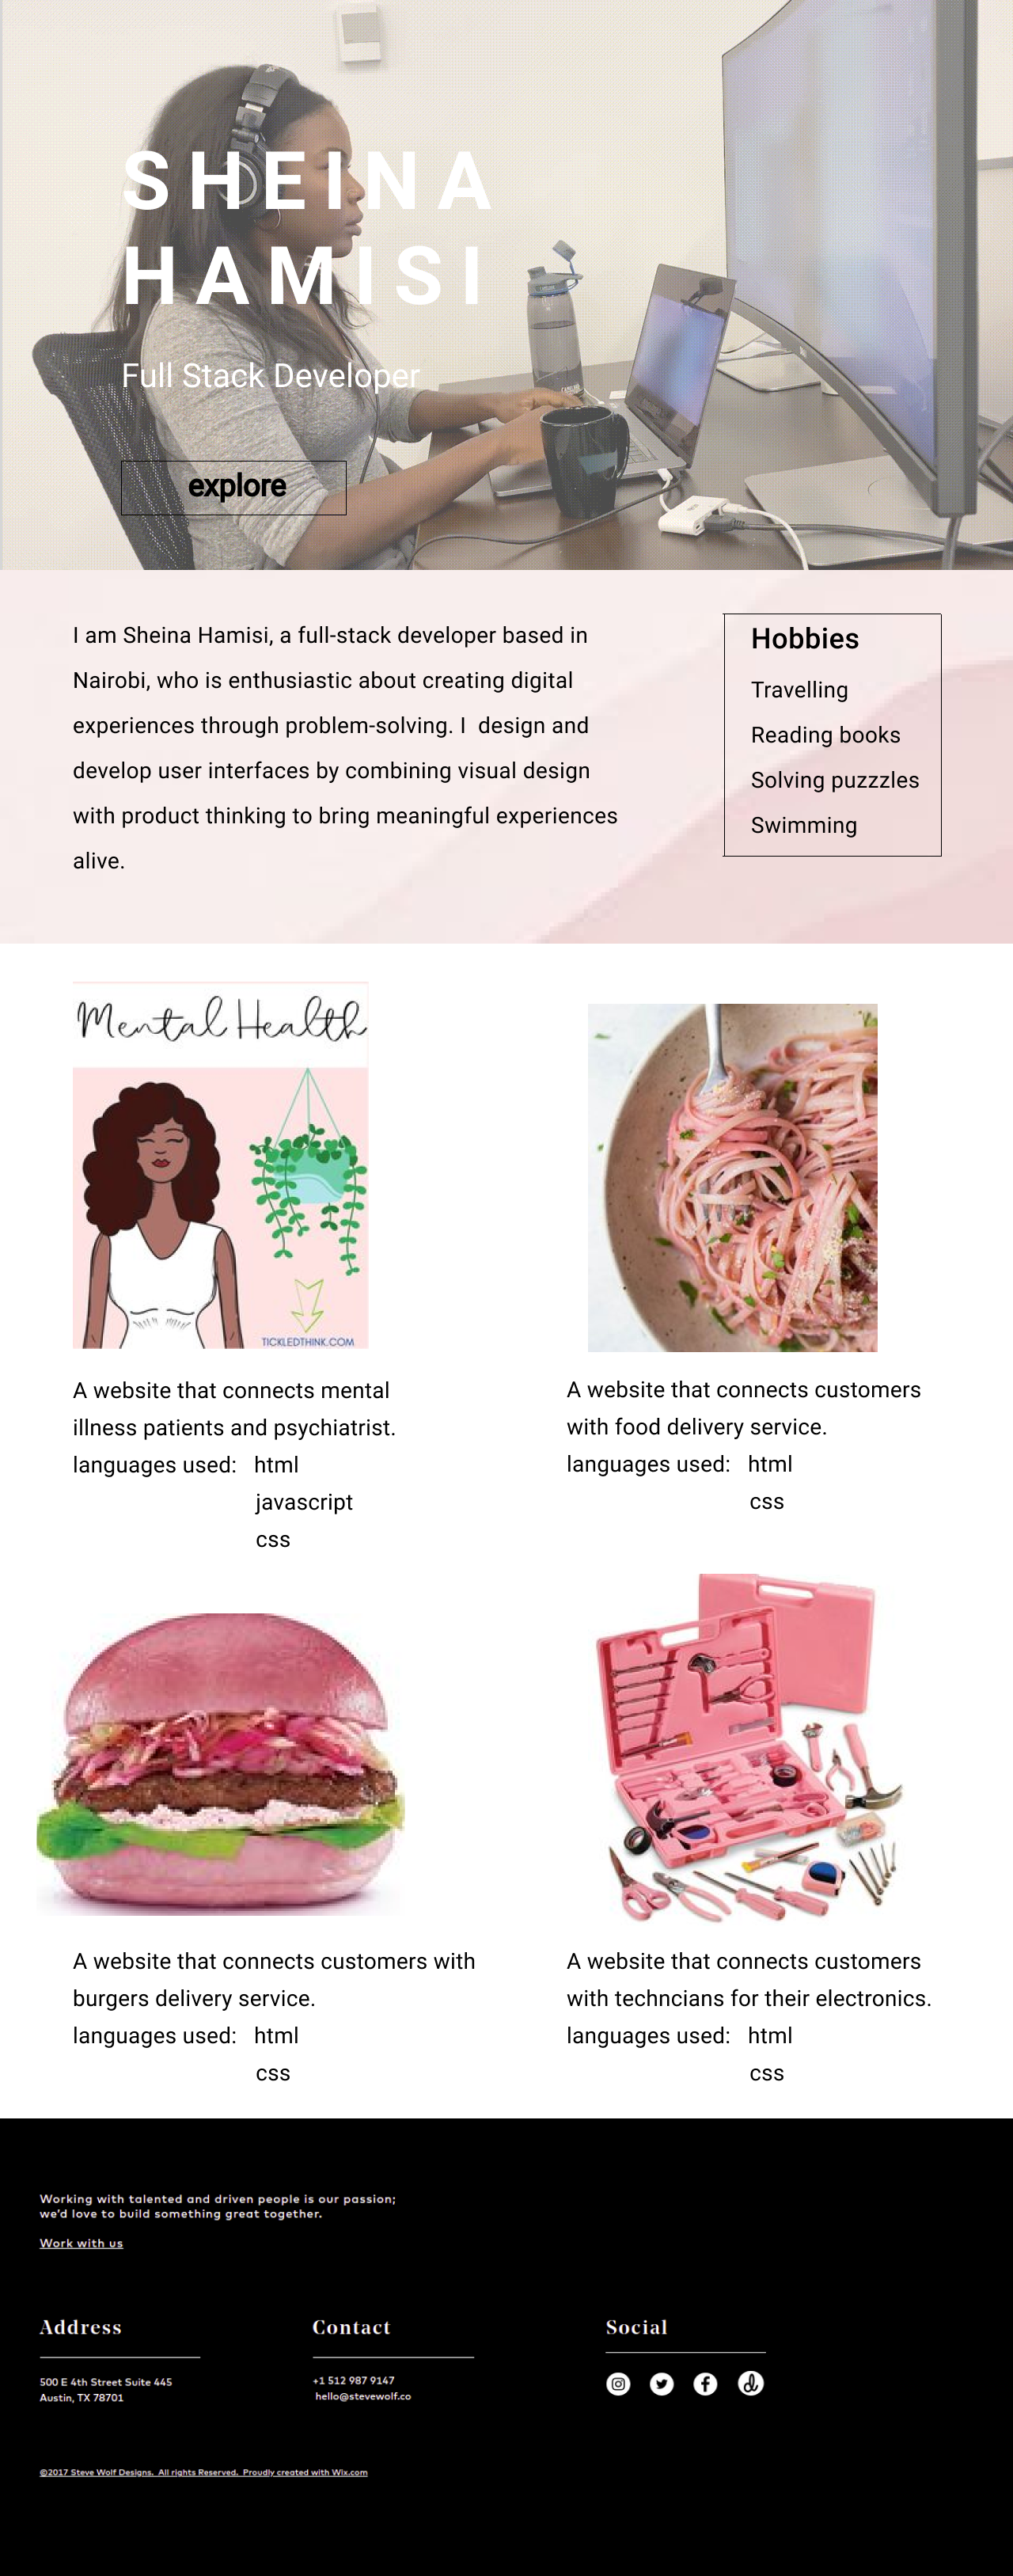 SHEINA
HAMISI
Full Stack Developer
explore
I am Sheina Hamisi, a full-stack developer based in
Nairobi, who is enthusiastic about creating digital
experiences through problem-solving. I  design and
develop user interfaces by combining visual design
with product thinking to bring meaningful experiences
alive.
Hobbies
Travelling
Reading books
Solving puzzzles
Swimming
Mental Health
TICKLEDTHINK.COM
A website that connects mental
illness patients and psychiatrist.
languages used:   html
javascript
css
A website that connects customers
with food delivery service.
languages used:   html
css
A website that connects customers with
burgers delivery service.
languages used:   html
css
A website that connects customers
with techncians for their electronics.
languages used:   html
css
Working with talented and driven people is our passion;
we'd love to build something great together.
Work with us
Address
500 E 4th Street Suite 445
Austin, TX 78701
Contact
+1 512 987 9147
hello@stevewolf.co
Social
©2017 Steve Wolf Designs.  All rights Reserved.  Proudly created with Wix.com